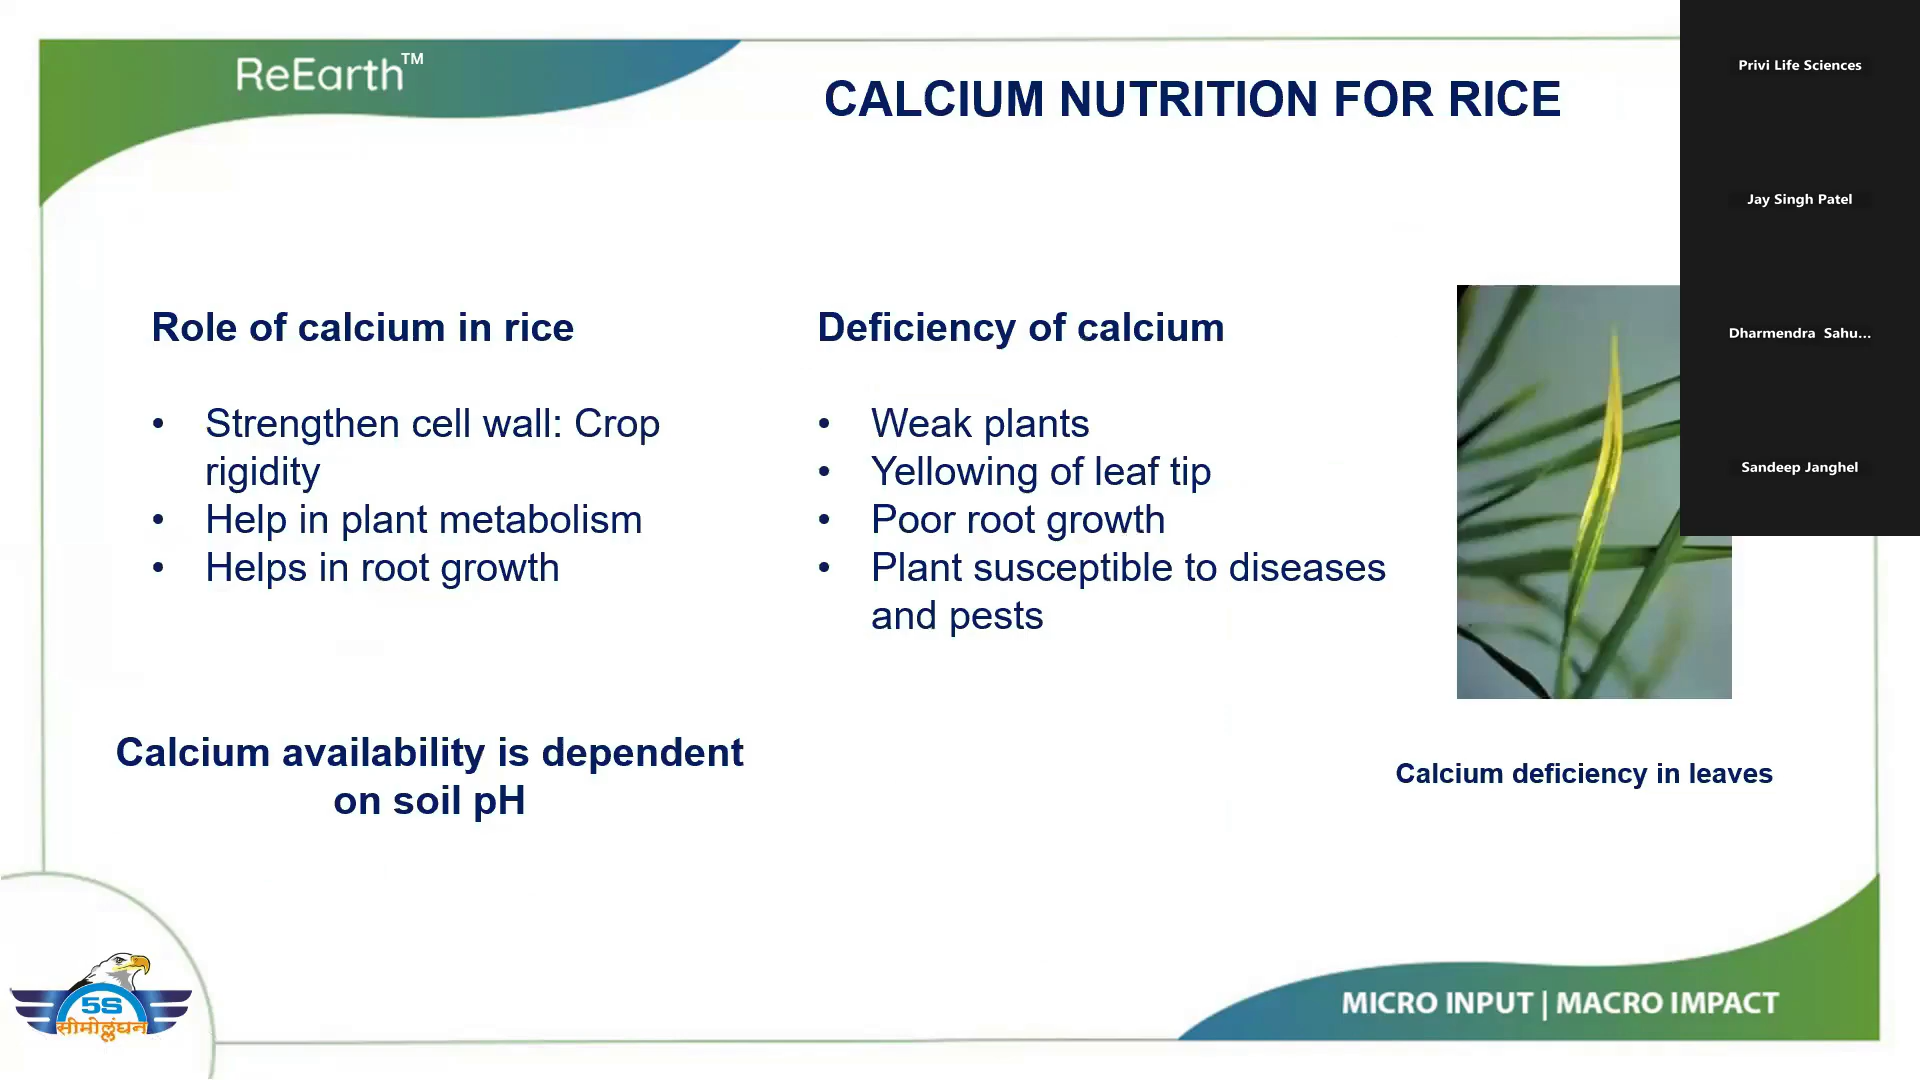 ReEarth™
CALCIUM NUTRITION FOR RICE
Privi Life Sciences
Jay Singh Patel
Dharmendra Sahu...
Sandeep Janghel
Role of calcium in rice
• Strengthen cell wall: Crop
rigidity
• Help in plant metabolism
• Helps in root growth
Calcium availability is dependent
on soil pH
Deficiency of calcium
• Weak plants
• Yellowing of leaf tip
• Poor root growth
• Plant susceptible to diseases
and pests
Calcium deficiency in leaves
5S
सीमोल्लंघन
MICRO INPUT | MACRO IMPACT